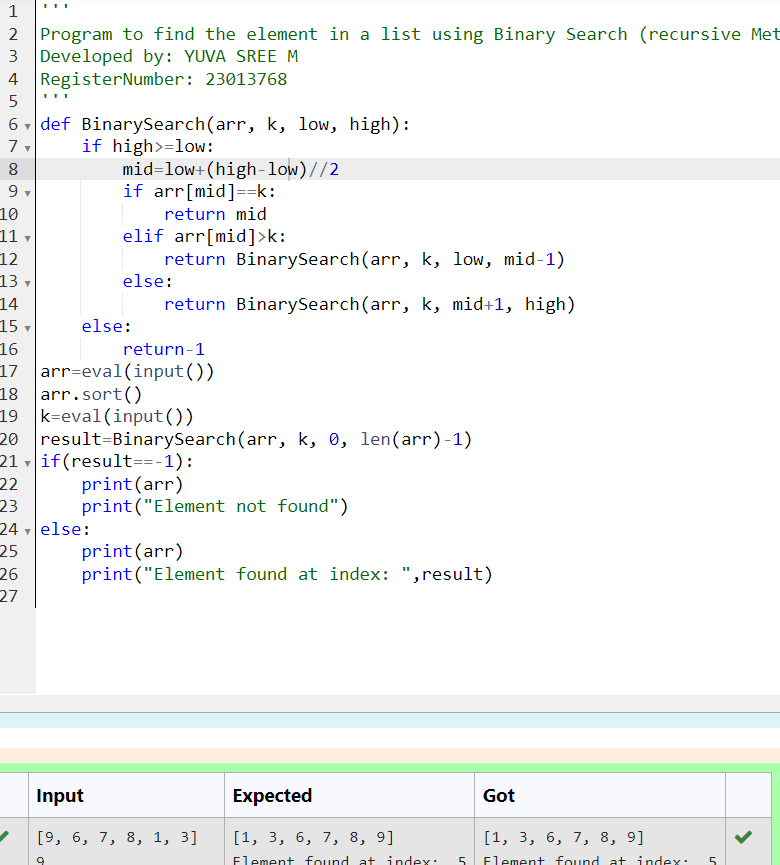 1 '''
2 Program to find the element in a list using Binary Search (recursive Met
3 Developed by: YUVA SREE M
4 RegisterNumber: 23013768
5 '''
6 def BinarySearch(arr, k, low, high):
7     if high>=low:
8         mid=low+(high-low)//2
9         if arr[mid]==k:
10             return mid
11         elif arr[mid]>k:
12             return BinarySearch(arr, k, low, mid-1)
13         else:
14             return BinarySearch(arr, k, mid+1, high)
15     else:
16         return-1
17 arr=eval(input())
18 arr.sort()
19 k=eval(input())
20 result=BinarySearch(arr, k, 0, len(arr)-1)
21 if(result==-1):
22     print(arr)
23     print("Element not found")
24 else:
25     print(arr)
26     print("Element found at index: ",result)
27
Input Expected Got
[9, 6, 7, 8, 1, 3] [1, 3, 6, 7, 8, 9] [1, 3, 6, 7, 8, 9]
9 Element found at index:  5 Element found at index:  5